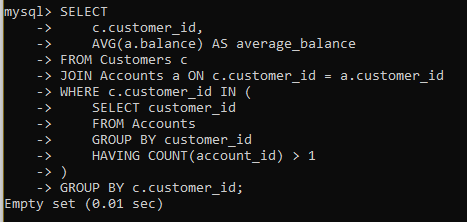 mysql> SELECT
    ->     c.customer_id,
    ->     AVG(a.balance) AS average_balance
    -> FROM Customers c
    -> JOIN Accounts a ON c.customer_id = a.customer_id
    -> WHERE c.customer_id IN (
    ->     SELECT customer_id
    ->     FROM Accounts
    ->     GROUP BY customer_id
    ->     HAVING COUNT(account_id) > 1
    -> )
    -> GROUP BY c.customer_id;
Empty set (0.01 sec)